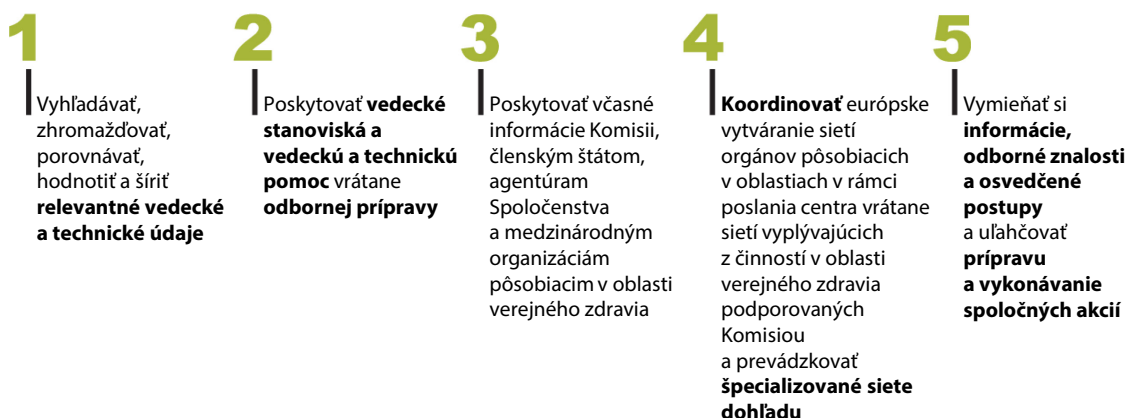 1
Vyhľadávať,
zhromažďovať,
porovnávať,
hodnotiť a šíriť
relevantné vedecké
a technické údaje
2
Poskytovať vedecké
stanoviská a
vedeckú a technickú
pomoc vrátane
odbornej prípravy
3
Poskytovať včasné
informácie Komisii,
členským štátom,
agentúram
Spoločenstva
a medzinárodným
organizáciám
pôsobiacim v oblasti
verejného zdravia
4
Koordinovať európske
vytváranie sietí
orgánov pôsobiacich
v oblastiach v rámci
poslania centra vrátane
sietí vyplývajúcich
z činností v oblasti
verejného zdravia
podporovaných
Komisiou
a prevádzkovať
špecializované siete
dohľadu
5
Vymieňať si
informácie,
odborné znalosti
a osvedčené
postupy
a uľahčovať
prípravu
a vykonávanie
spoločných akcií